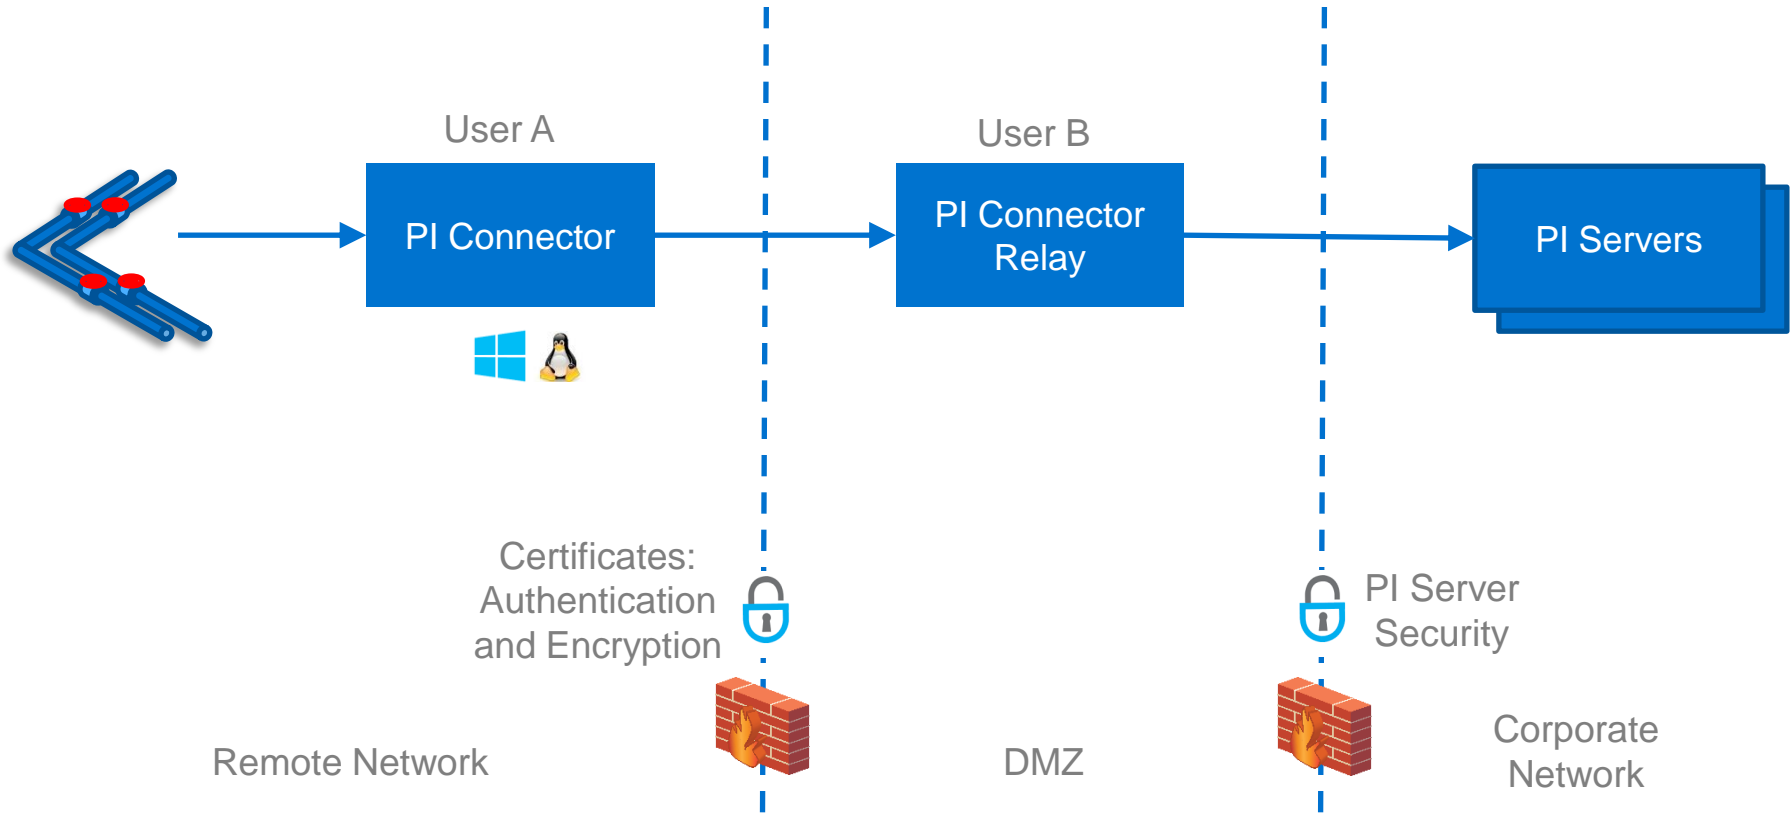 User A
User B
PI Connector
PI Connector
Relay
PI Servers
Certificates:
Authentication
and Encryption
PI Server
Security
Remote Network
DMZ
Corporate
Network